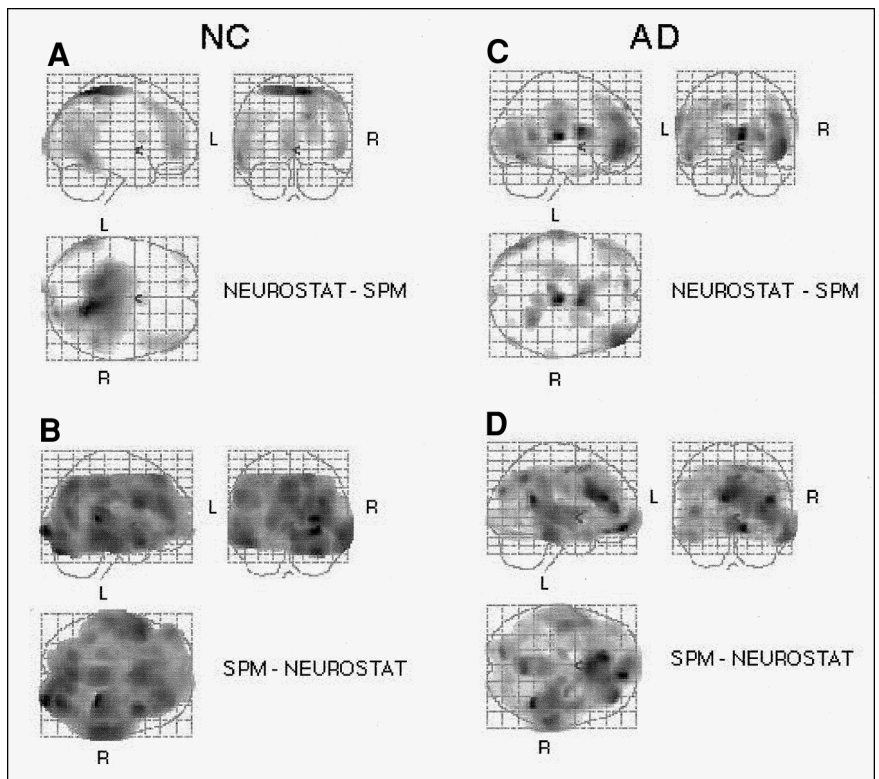 NC
AD
A
L
R
L
NEUROSTAT - SPM
R
C
L
R
L
NEUROSTAT - SPM
R
B
L
R
L
SPM - NEUROSTAT
R
D
L
R
L
SPM - NEUROSTAT
R